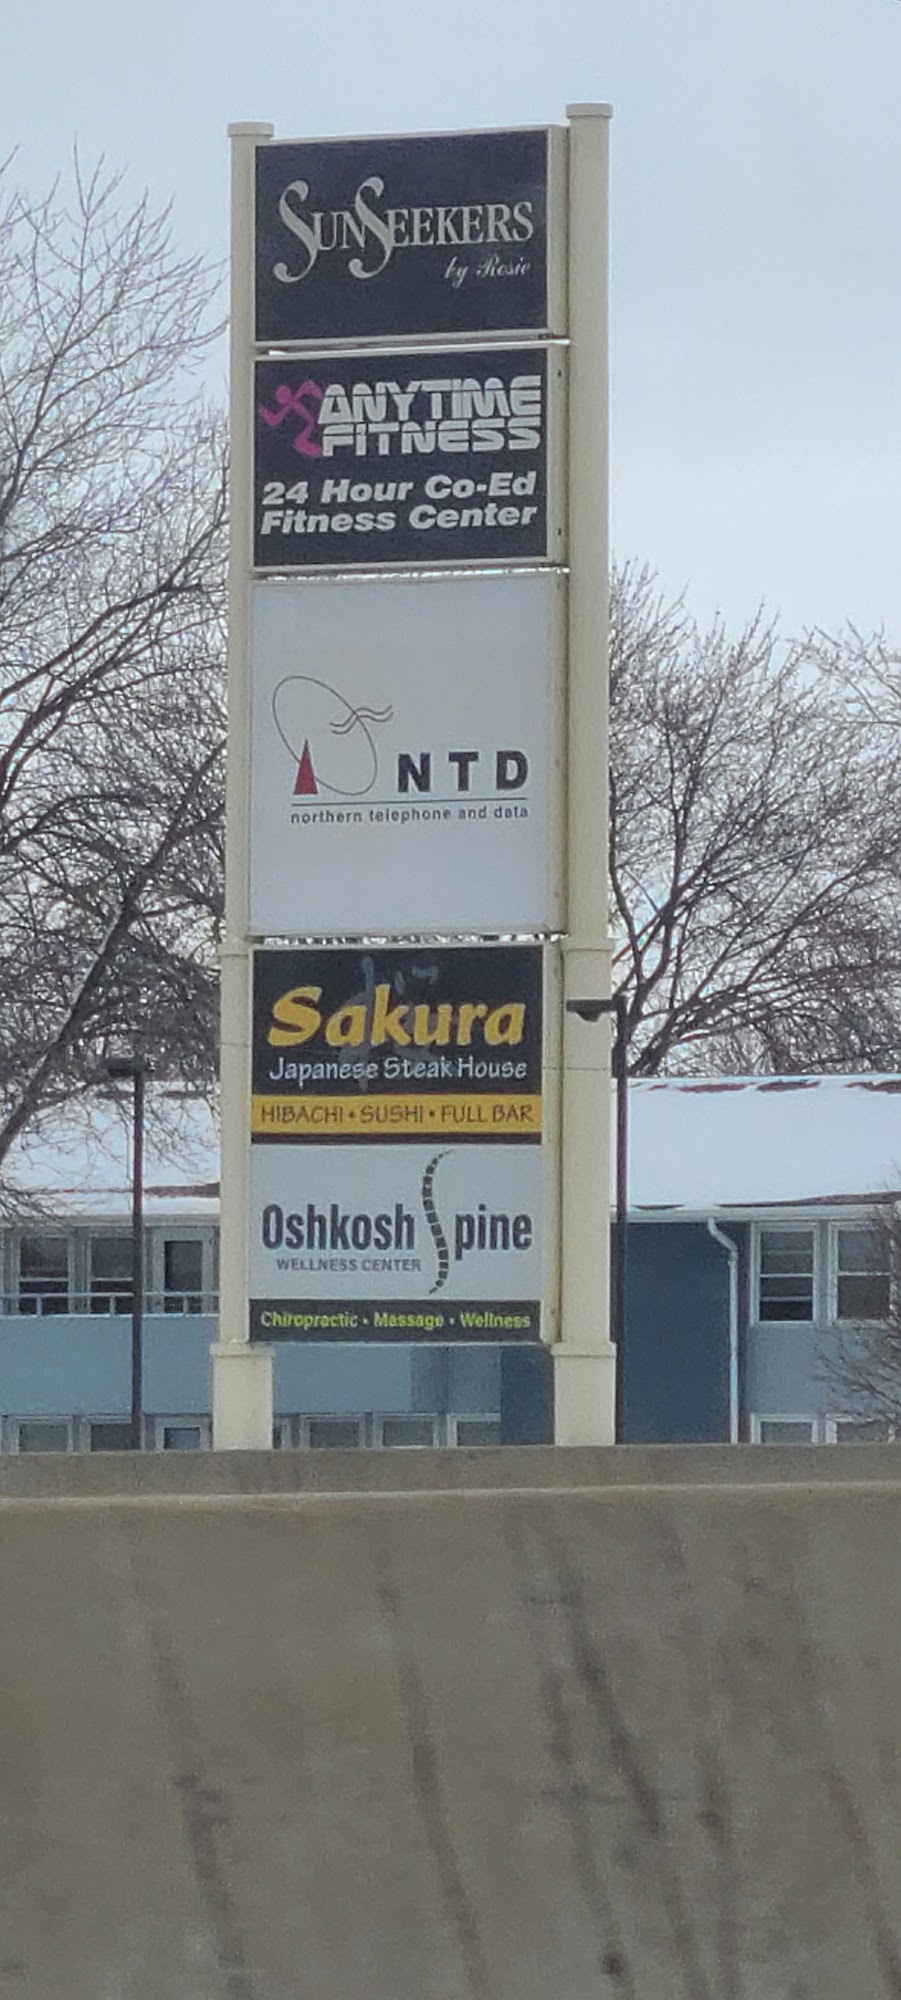 SUNSEEKERS
by Rosie
ANYTIME
FITNESS
24 Hour Co-Ed
Fitness Center
NTD
northern telephone and data
Sakura
Japanese Steak House
HIBACHI • SUSHI • FULL BAR
Oshkosh Spine
WELLNESS CENTER
Chiropractic • Massage • Wellness